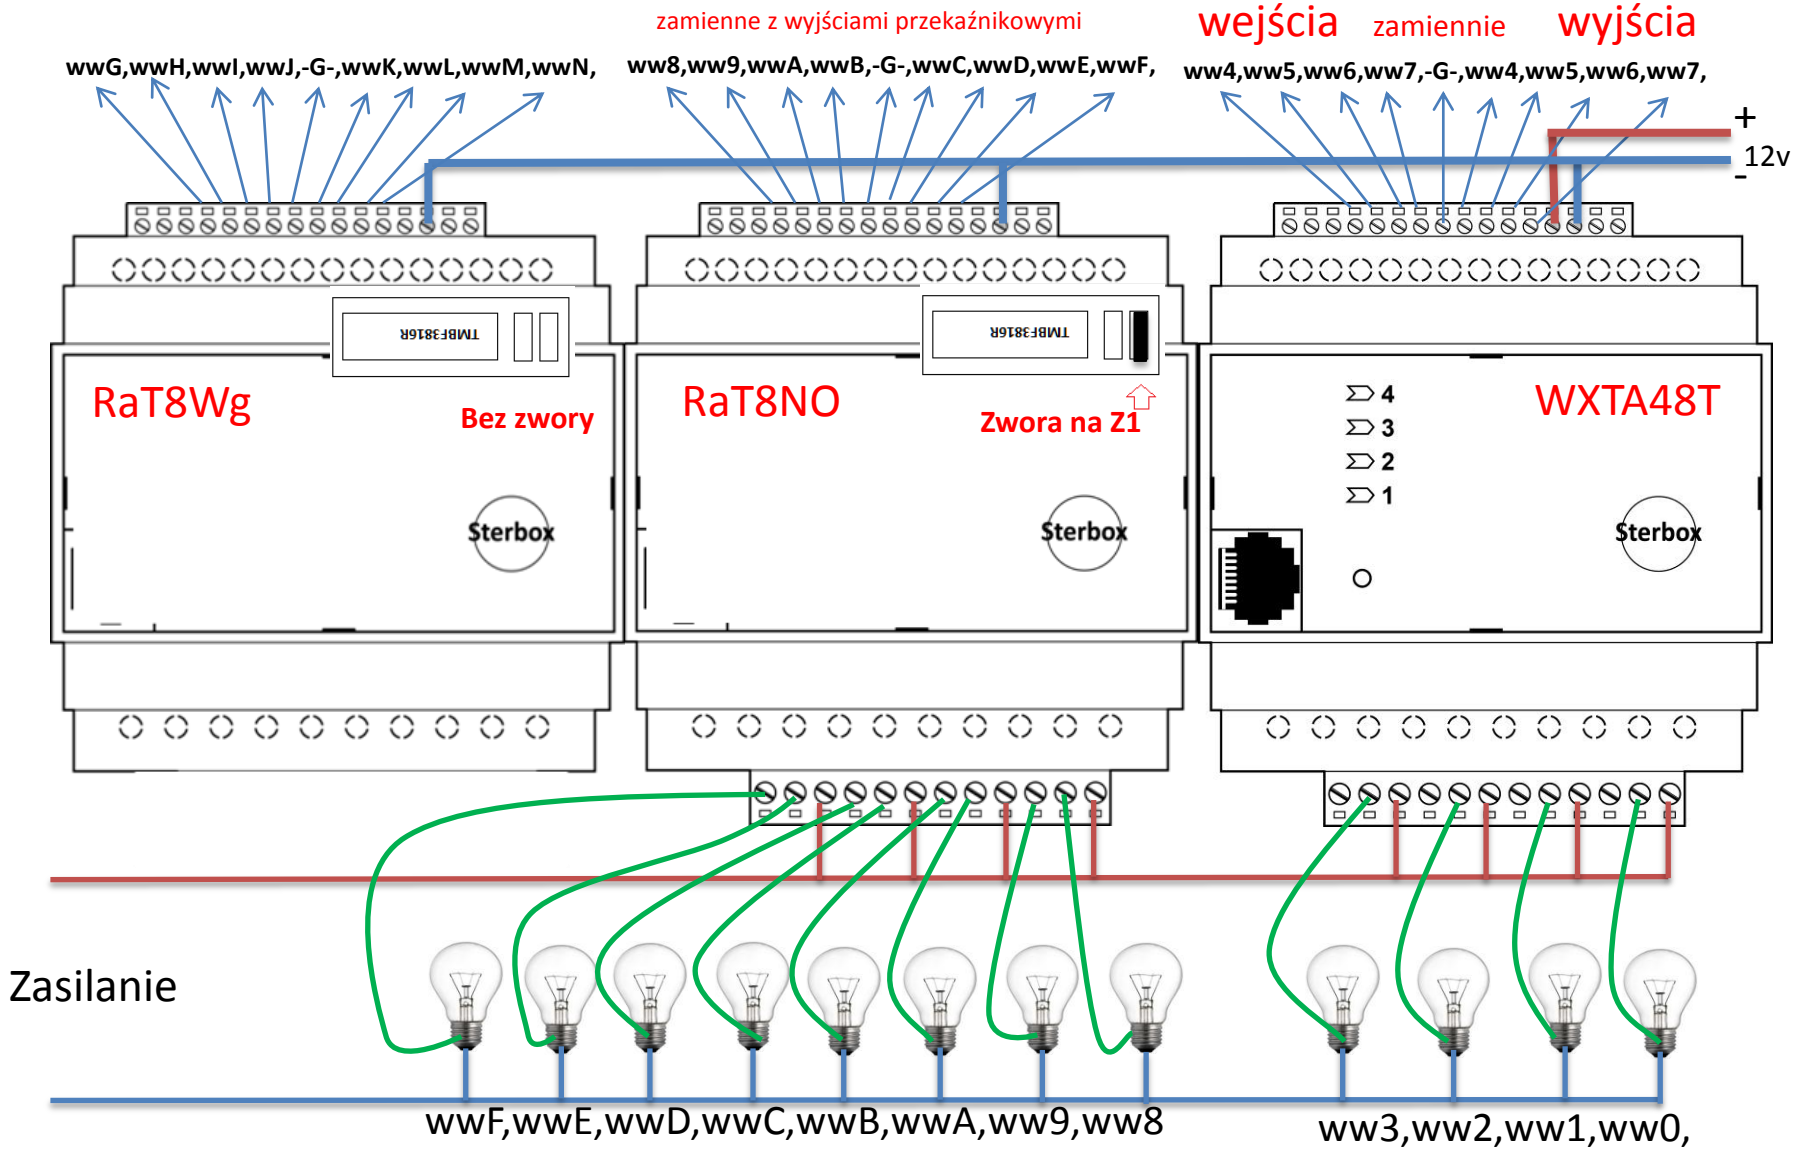 zamienne z wyjściami przekaźnikowymi
wejścia zamiennie wyjścia
wwG,wwH,wwI,wwJ,-G-,wwK,wwL,wwM,wwN,
ww8,ww9,wwA,wwB,-G-,wwC,wwD,wwE,wwF,
ww4,ww5,ww6,ww7,-G-,ww4,ww5,ww6,ww7,
+
12v
-
TMBF3816R
TMBF3816R
RaT8Wg
Bez zwory
RaT8NO
Zwora na Z1
WXTA48T
4
3
2
1
Sterbox
Sterbox
Sterbox
Zasilanie
wwF,wwE,wwD,wwC,wwB,wwA,ww9,ww8
ww3,ww2,ww1,ww0,